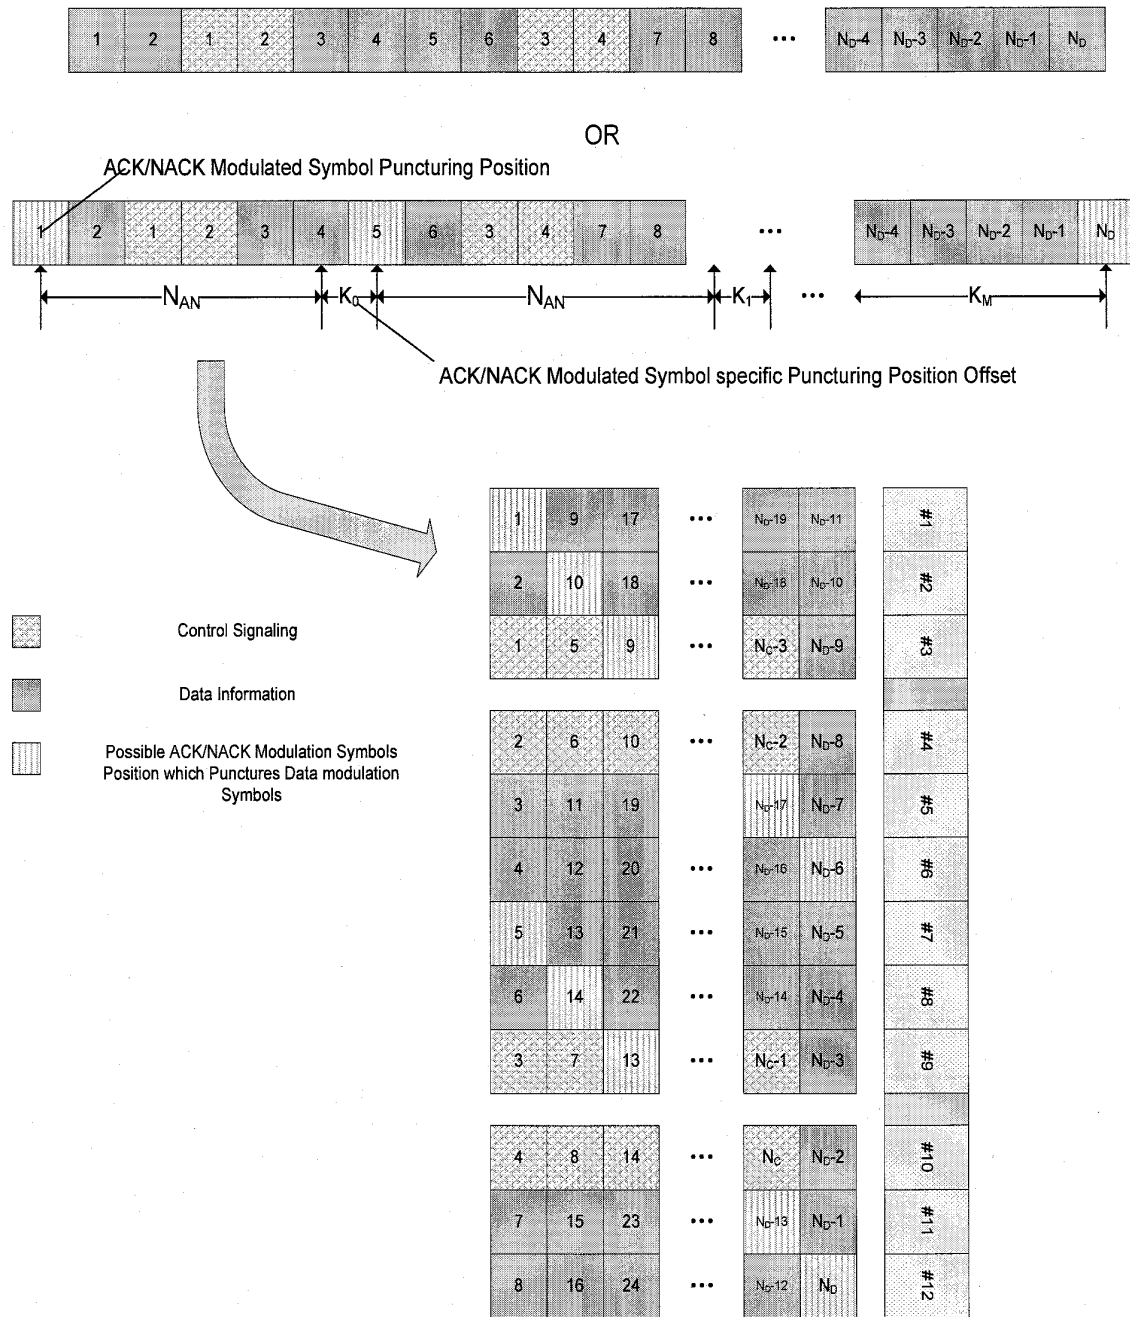 1 2 1 2 3 4 5 6 3 4 7 8 ••• N_D-4 N_D-3 N_D-2 N_D-1 N_D
OR
ACK/NACK Modulated Symbol Puncturing Position
1 2 1 2 3 4 5 6 3 4 7 8 ••• N_D-4 N_D-3 N_D-2 N_D-1 N_D
N_AN K_0 N_AN K_1 ••• K_M
ACK/NACK Modulated Symbol specific Puncturing Position Offset
1 9 17 ••• N_D-19 N_D-11 #1
2 10 18 ••• N_D-18 N_D-10 #2
1 5 9 ••• N_C-3 N_D-9 #3
2 6 10 ••• N_C-2 N_D-8 #4
3 11 19 N_D-17 N_D-7 #5
4 12 20 ••• N_D-16 N_D-6 #6
5 13 21 ••• N_D-15 N_D-5 #7
6 14 22 ••• N_D-14 N_D-4 #8
3 7 13 ••• N_C-1 N_D-3 #9
4 8 14 ••• N_C N_D-2 #10
7 15 23 ••• N_D-13 N_D-1 #11
8 16 24 ••• N_D-12 N_D #12
Control Signaling
Data Information
Possible ACK/NACK Modulation Symbols
Position which Punctures Data modulation
Symbols